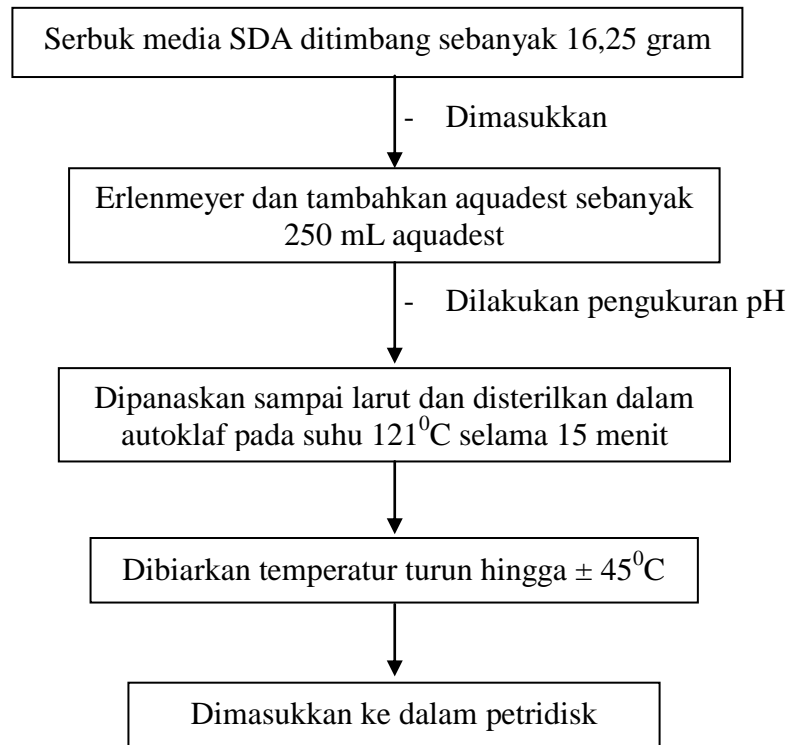 Serbuk media SDA ditimbang sebanyak 16,25 gram
- Dimasukkan
Erlenmeyer dan tambahkan aquadest sebanyak
250 mL aquadest
- Dilakukan pengukuran pH
Dipanaskan sampai larut dan disterilkan dalam
autoklaf pada suhu 121⁰C selama 15 menit
Dibiarkan temperatur turun hingga ± 45⁰C
Dimasukkan ke dalam petridisk